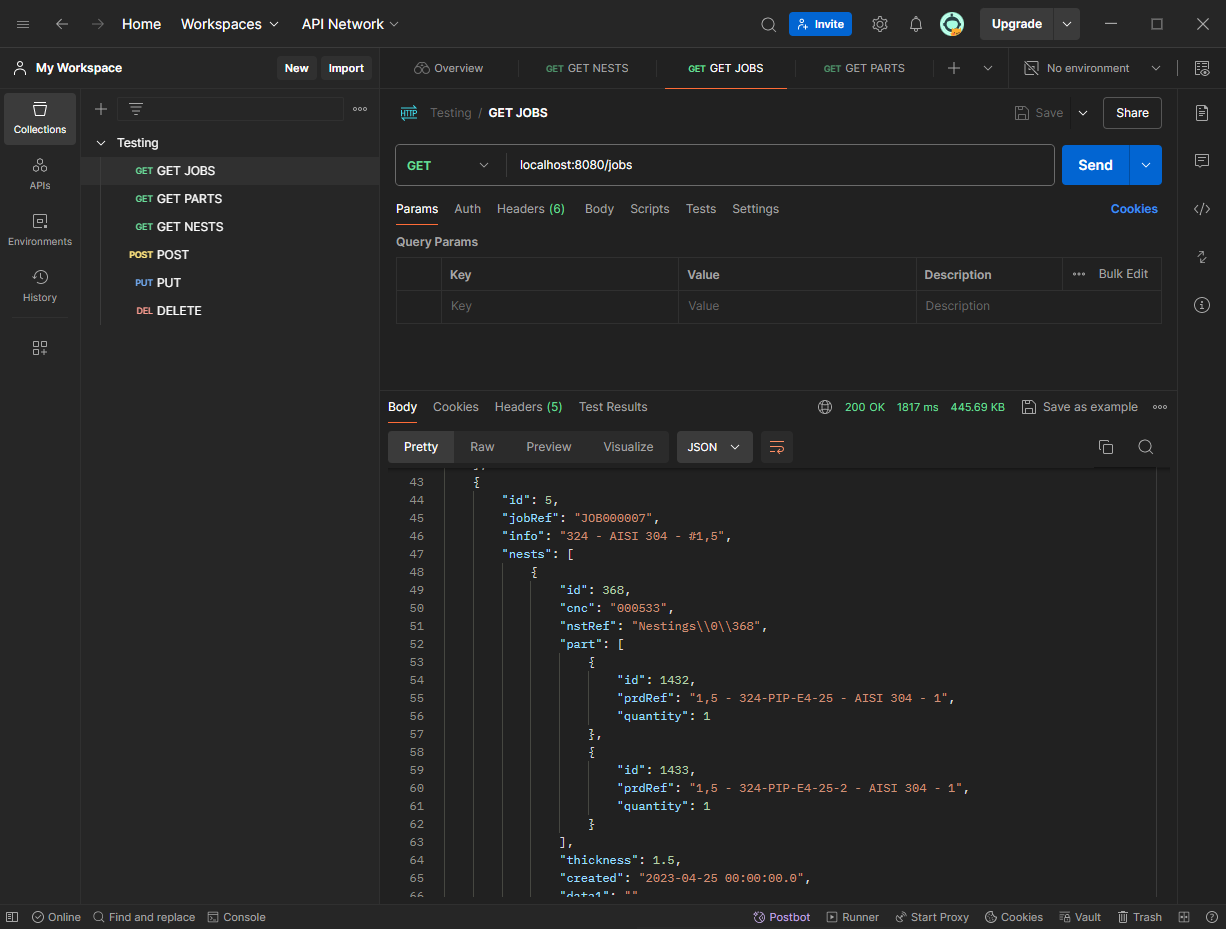 Home Workspaces API Network Invite Upgrade
My Workspace New Import Overview GET GET NESTS GET GET JOBS GET GET PARTS No environment
Collections
APIs
Environments
History
Testing
GET GET JOBS
GET GET PARTS
GET GET NESTS
POST POST
PUT PUT
DEL DELETE
HTTP Testing / GET JOBS Save Share
GET localhost:8080/jobs Send
Params Auth Headers (6) Body Scripts Tests Settings Cookies
Query Params
Key Value Description Bulk Edit
Key Value Description
Body Cookies Headers (5) Test Results 200 OK 1817 ms 445.69 KB Save as example
Pretty Raw Preview Visualize JSON
43 {
44 "id": 5,
45 "jobRef": "JOB000007",
46 "info": "324 - AISI 304 - #1,5",
47 "nests": [
48 {
49 "id": 368,
50 "cnc": "000533",
51 "nstRef": "Nestings\\0\\368",
52 "part": [
53 {
54 "id": 1432,
55 "prdRef": "1,5 - 324-PIP-E4-25 - AISI 304 - 1",
56 "quantity": 1
57 },
58 {
59 "id": 1433,
60 "prdRef": "1,5 - 324-PIP-E4-25-2 - AISI 304 - 1",
61 "quantity": 1
62 }
63 ],
64 "thickness": 1.5,
65 "created": "2023-04-25 00:00:00.0",
66 "data1": ""
Online Find and replace Console Postbot Runner Start Proxy Cookies Vault Trash